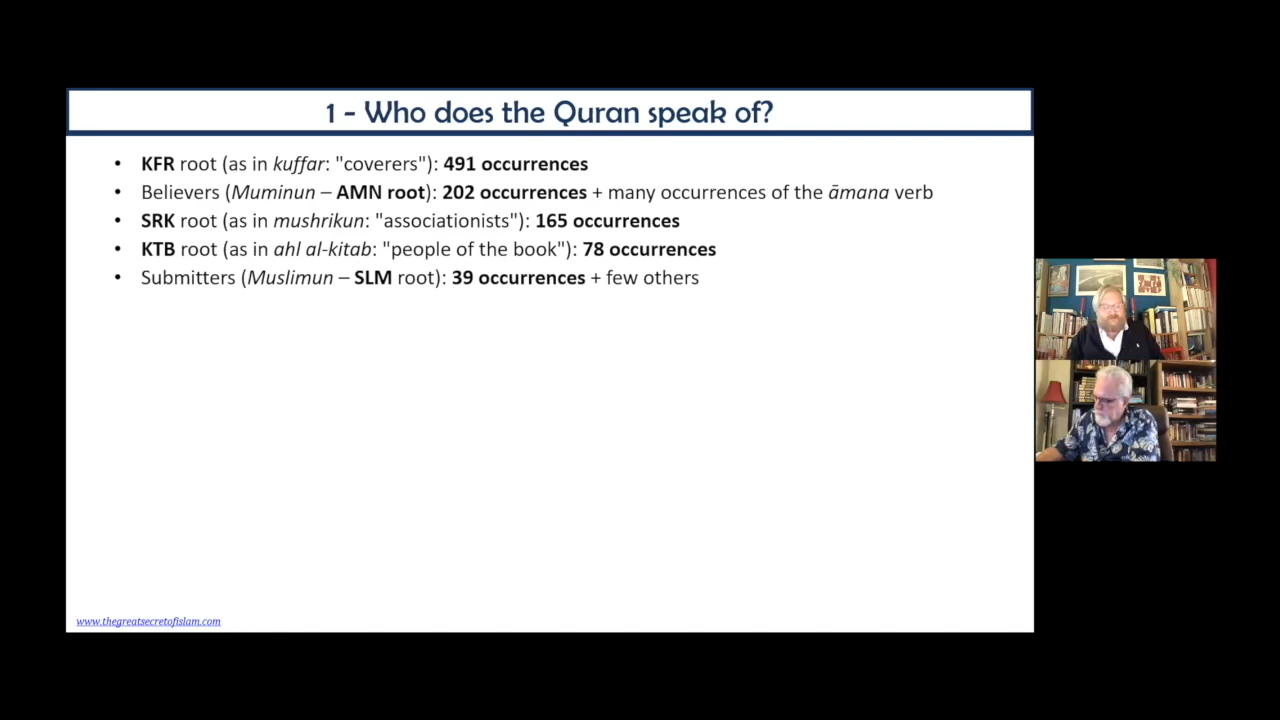 1 - Who does the Quran speak of?
• KFR root (as in kuffar: "coverers"): 491 occurrences
• Believers (Muminun – AMN root): 202 occurrences + many occurrences of the āmana verb
• SRK root (as in mushrikun: "associationists"): 165 occurrences
• KTB root (as in ahl al-kitab: "people of the book"): 78 occurrences
• Submitters (Muslimun – SLM root): 39 occurrences + few others
www.thegreatsecretofislam.com